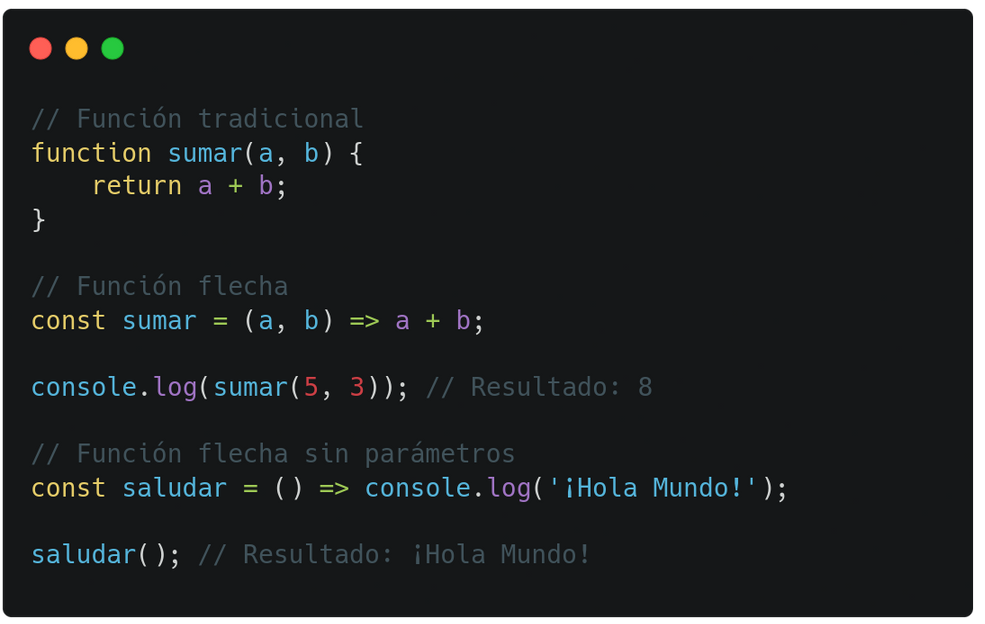 // Función tradicional
function sumar(a, b) {
    return a + b;
}
// Función flecha
const sumar = (a, b) => a + b;
console.log(sumar(5, 3)); // Resultado: 8
// Función flecha sin parámetros
const saludar = () => console.log('¡Hola Mundo!');
saludar(); // Resultado: ¡Hola Mundo!